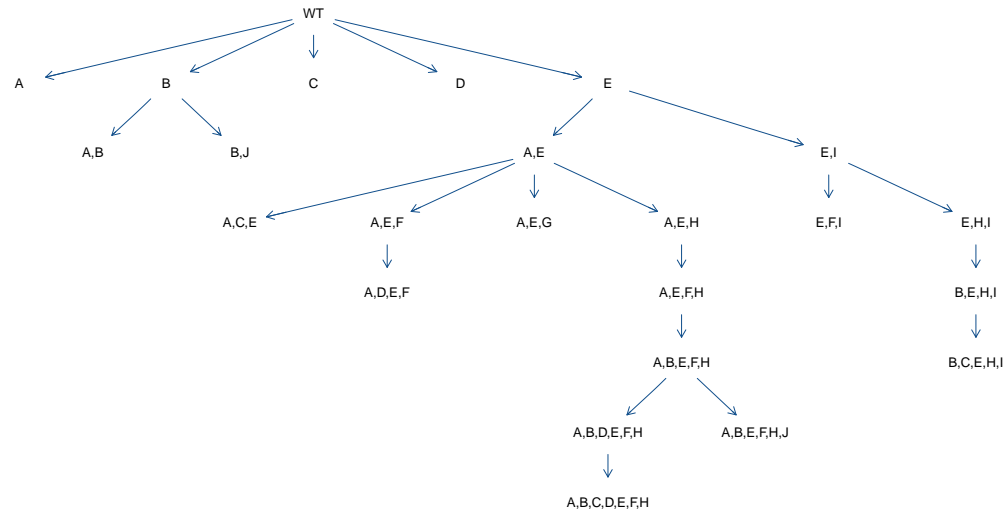 WT
A B C D E
A,B B,J A,E E,I
A,C,E A,E,F A,E,G A,E,H E,F,I E,H,I
A,D,E,F A,E,F,H B,E,H,I
A,B,E,F,H B,C,E,H,I
A,B,D,E,F,H A,B,E,F,H,J
A,B,C,D,E,F,H